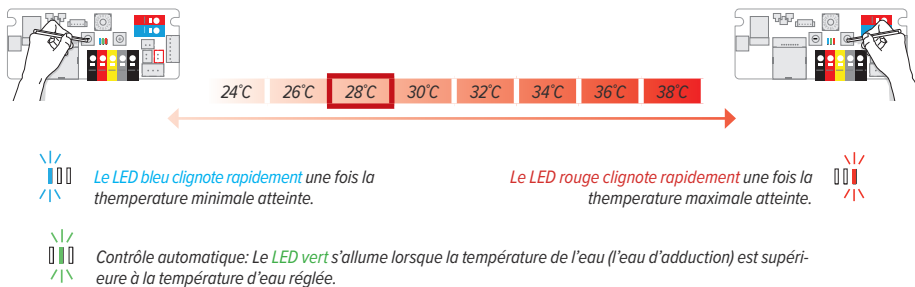 24°C 26°C 28°C 30°C 32°C 34°C 36°C 38°C
Le LED bleu clignote rapidement une fois la
themperature minimale atteinte.
Le LED rouge clignote rapidement une fois la
themperature maximale atteinte.
Contrôle automatique: Le LED vert s'allume lorsque la température de l'eau (l'eau d'adduction) est supéri-
eure à la température d'eau réglée.